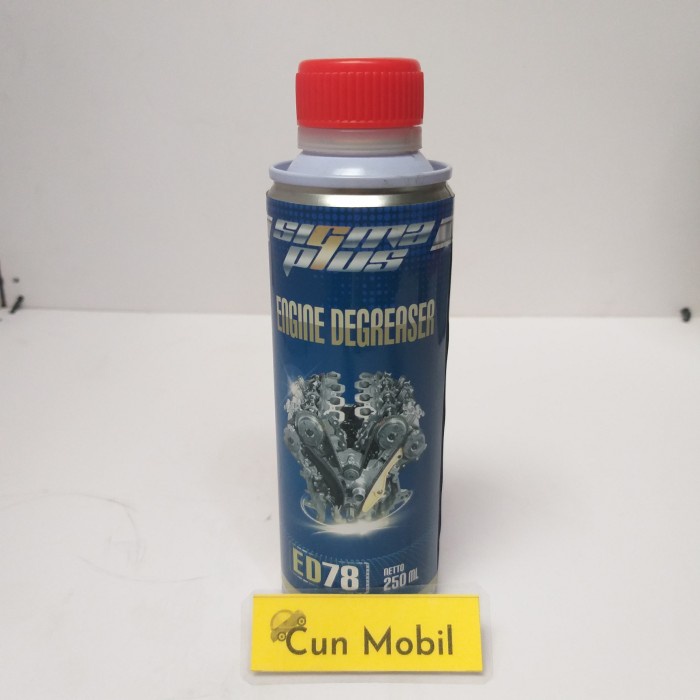 sigma
plus
ENGINE DEGREASER
ED78
NETTO
250 ML
Cun Mobil